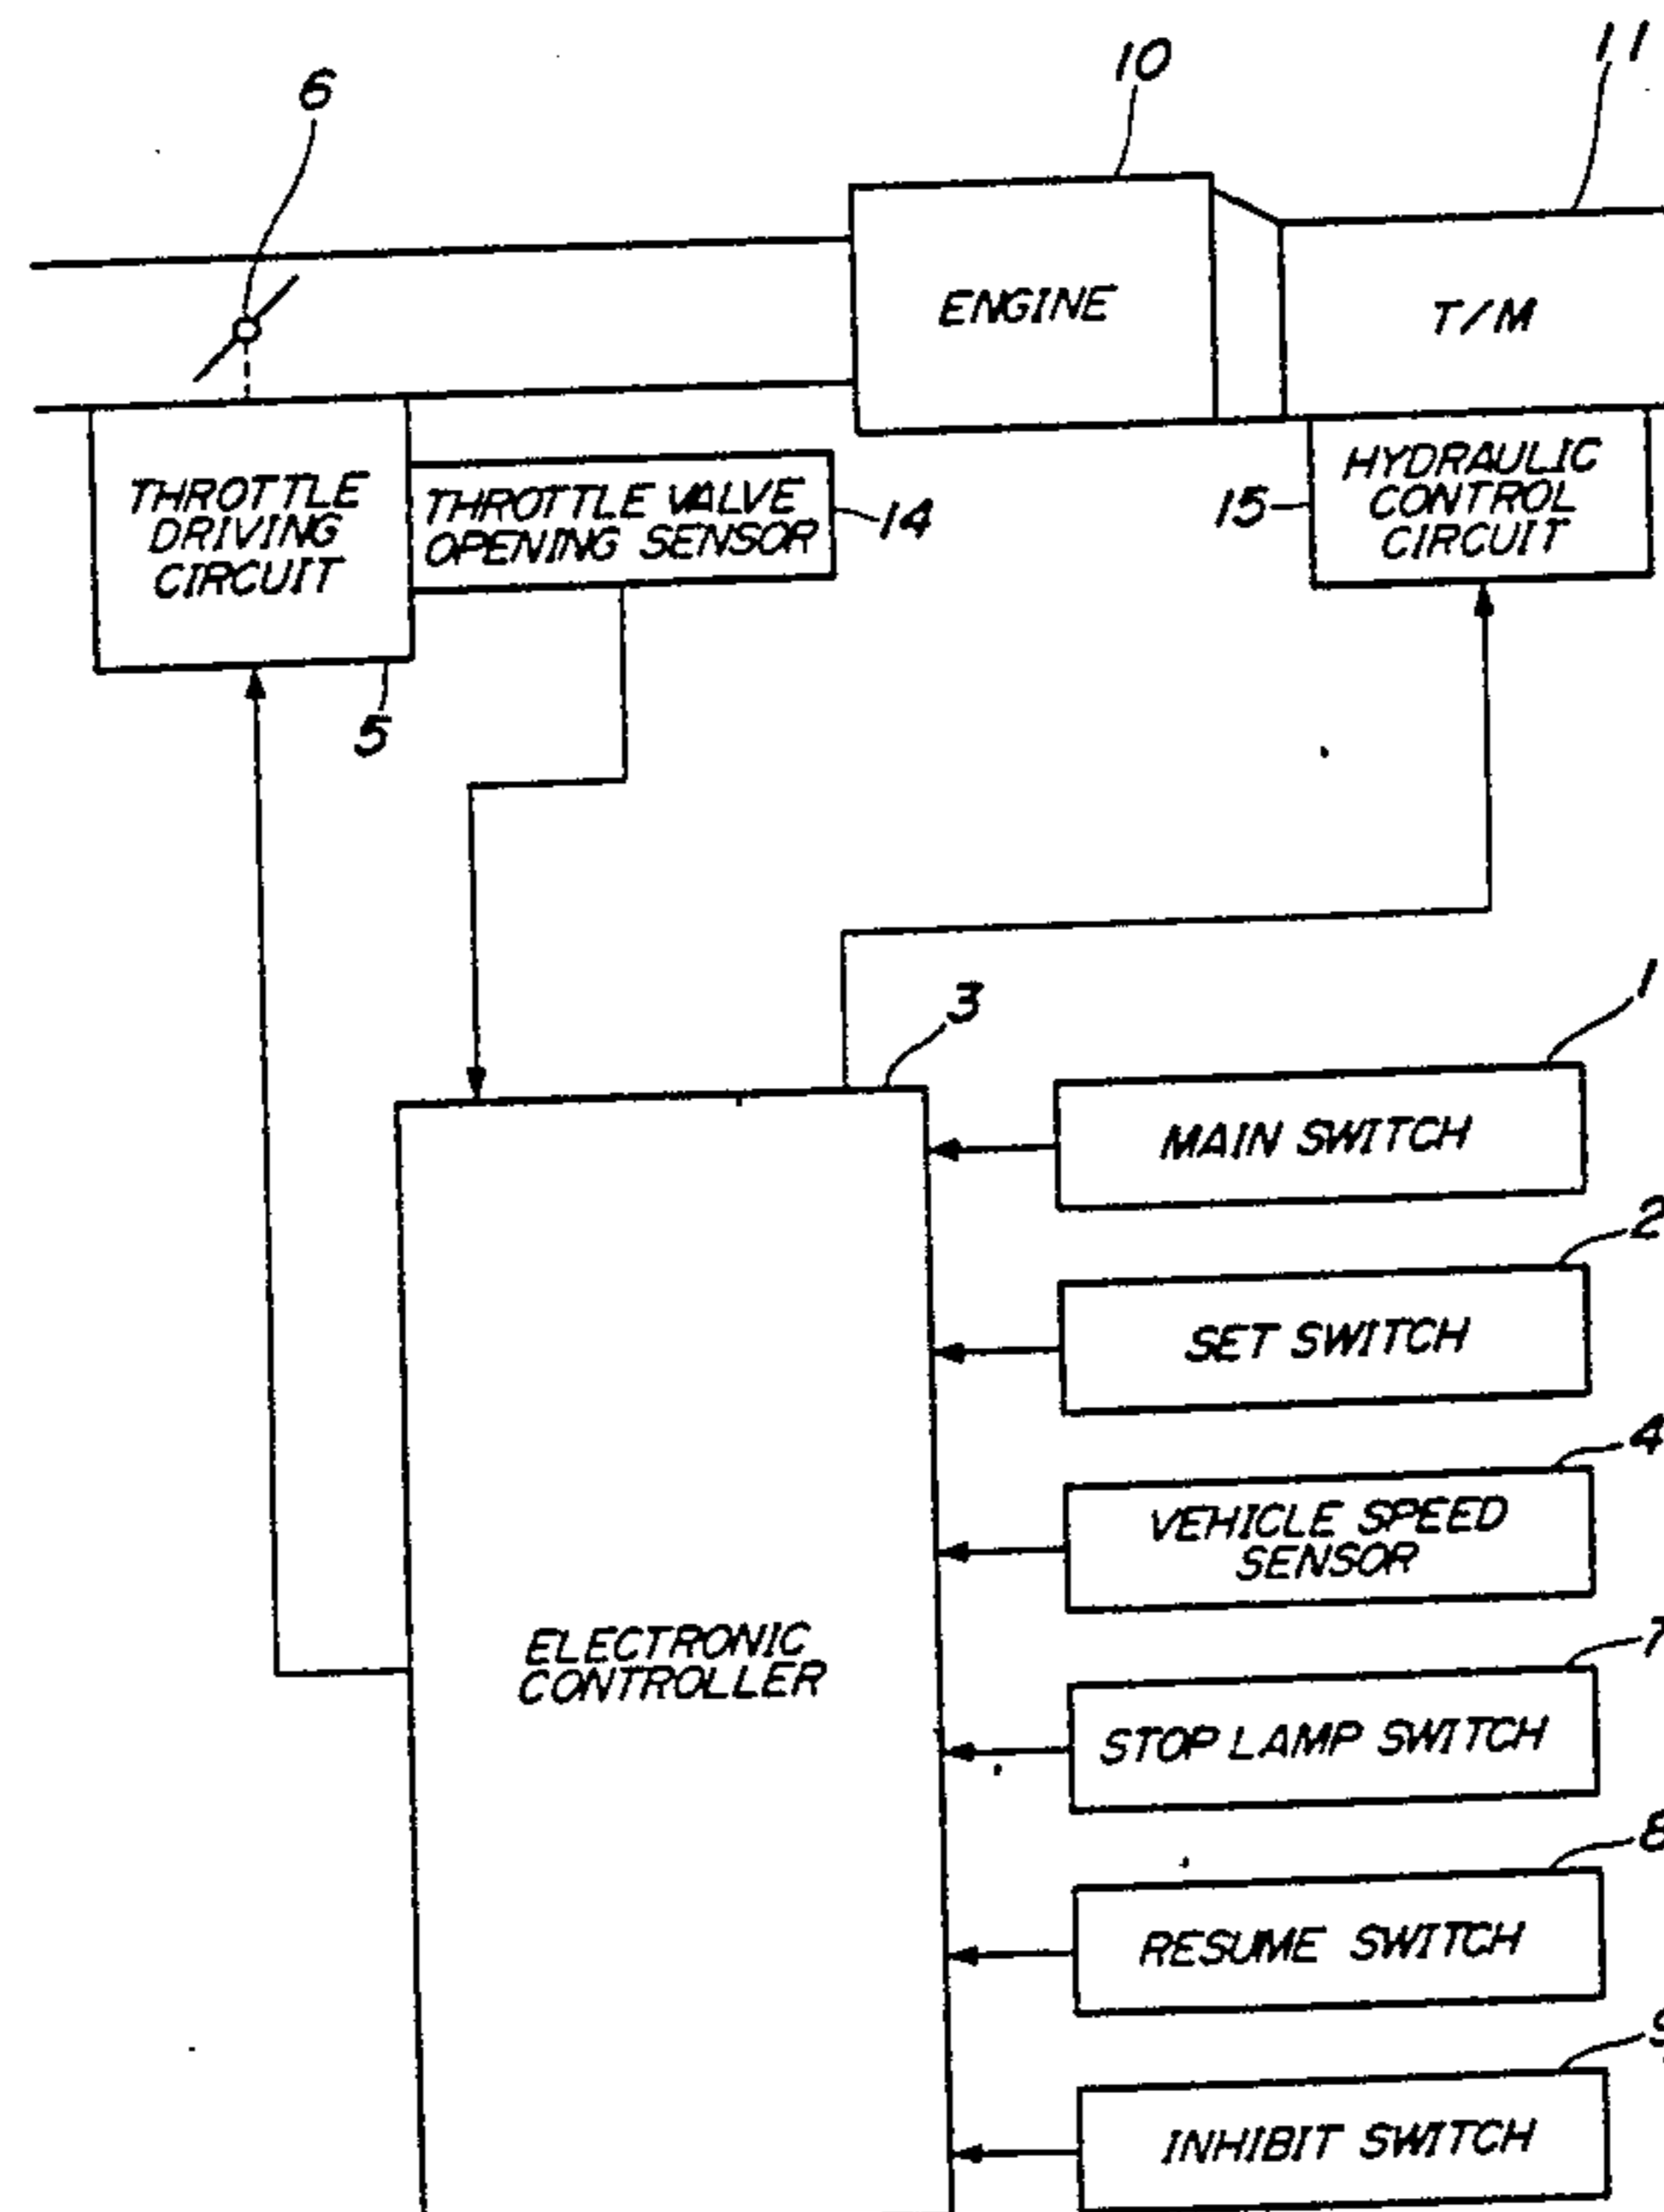 6
10
11
ENGINE
T/M
THROTTLE
DRIVING
CIRCUIT
THROTTLE VALVE
OPENING SENSOR
14
15
HYDRAULIC
CONTROL
CIRCUIT
5
3
1
MAIN SWITCH
2
SET SWITCH
4
VEHICLE SPEED
SENSOR
ELECTRONIC
CONTROLLER
7
STOP LAMP SWITCH
8
RESUME SWITCH
9
INHIBIT SWITCH